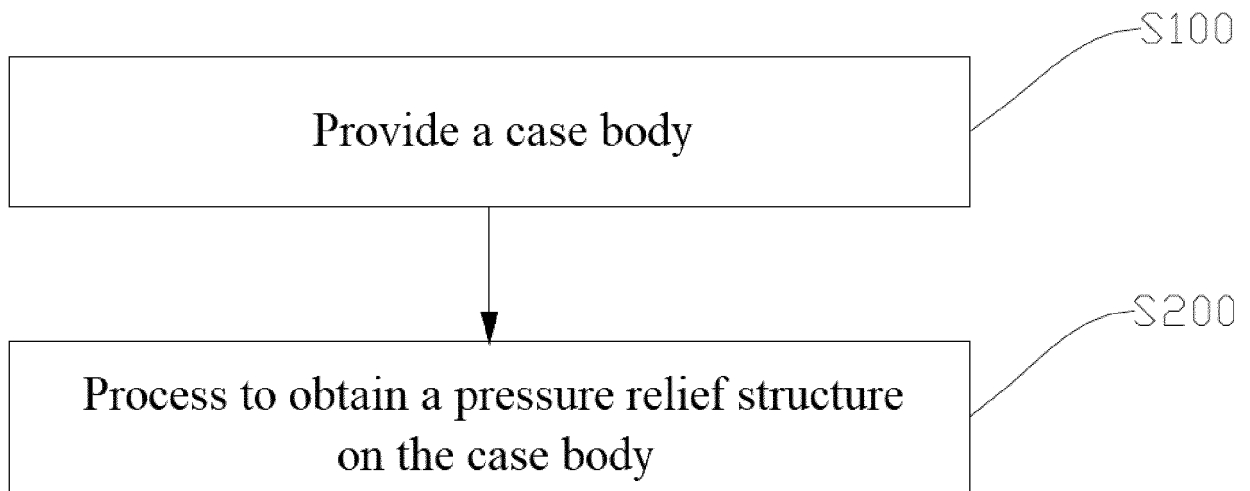 S100
Provide a case body
S200
Process to obtain a pressure relief structure
on the case body